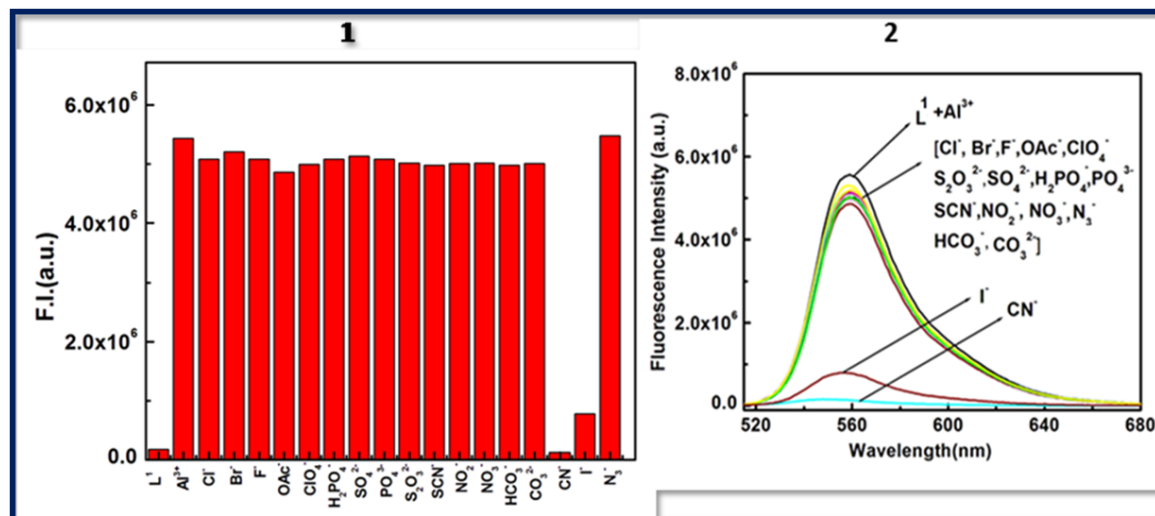 1
F.I.(a.u.)
6.0x10⁶
4.0x10⁶
2.0x10⁶
0.0
L¹
Al³⁺
Cl⁻
Br⁻
F⁻
OAc⁻
ClO₄⁻
H₂PO₄⁻
SO₄²⁻
PO₄³⁻
S₂O₃²⁻
SCN⁻
NO₂⁻
NO₃⁻
HCO₃⁻
CO₃²⁻
CN⁻
I⁻
N₃⁻
2
Fluorescence Intensity (a.u.)
8.0x10⁶
6.0x10⁶
4.0x10⁶
2.0x10⁶
0.0
L¹+Al³⁺
[Cl⁻, Br⁻,F⁻,OAc⁻,ClO₄⁻
S₂O₃²⁻,SO₄²⁻,H₂PO₄⁻,PO₄³⁻
SCN⁻,NO₂⁻, NO₃⁻,N₃⁻
HCO₃⁻, CO₃²⁻]
I⁻
CN⁻
520 560 600 640 680
Wavelength(nm)